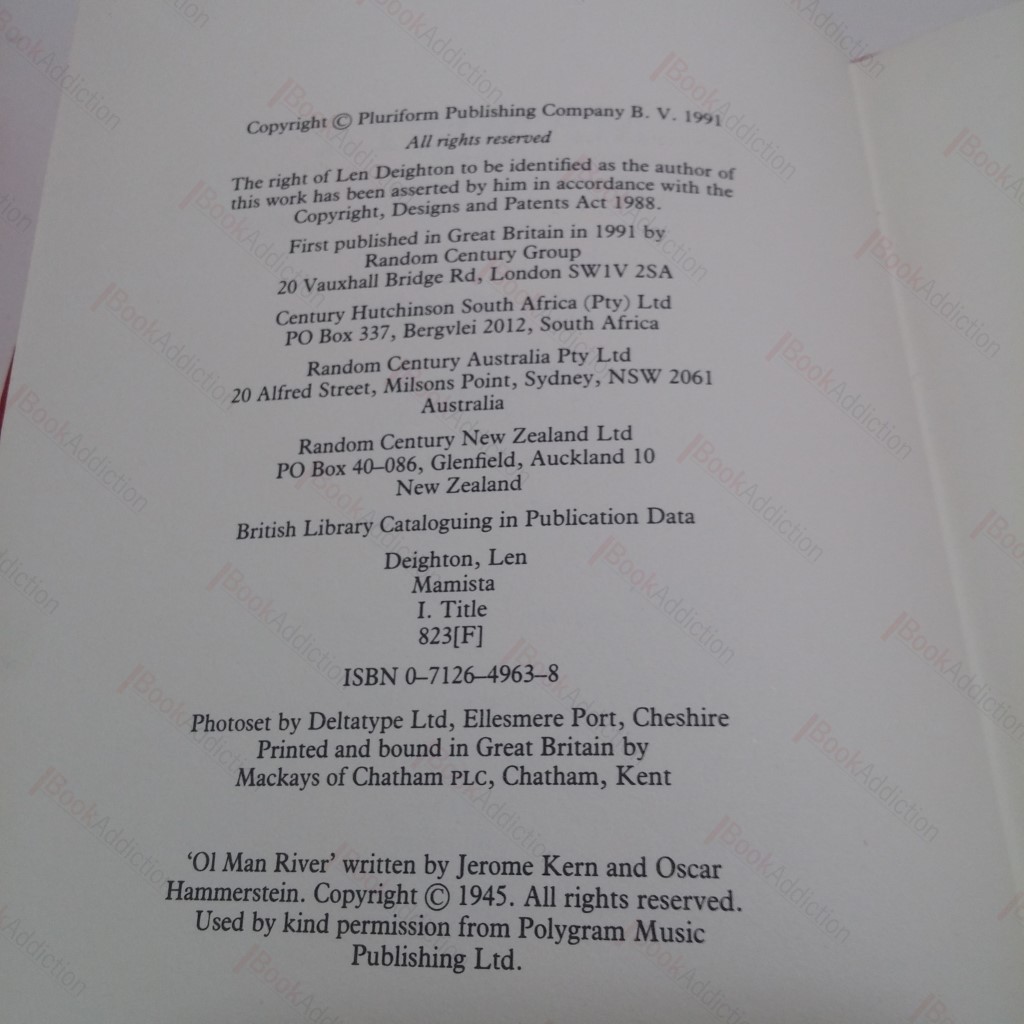 Copyright © Pluriform Publishing Company B. V. 1991
All rights reserved
The right of Len Deighton to be identified as the author of
this work has been asserted by him in accordance with the
Copyright, Designs and Patents Act 1988.
First published in Great Britain in 1991 by
Random Century Group
20 Vauxhall Bridge Rd, London SW1V 2SA
Century Hutchinson South Africa (Pty) Ltd
PO Box 337, Bergvlei 2012, South Africa
Random Century Australia Pty Ltd
20 Alfred Street, Milsons Point, Sydney, NSW 2061
Australia
Random Century New Zealand Ltd
PO Box 40–086, Glenfield, Auckland 10
New Zealand
British Library Cataloguing in Publication Data
Deighton, Len
Mamista
I. Title
823[F]
ISBN 0–7126–4963–8
Photoset by Deltatype Ltd, Ellesmere Port, Cheshire
Printed and bound in Great Britain by
Mackays of Chatham PLC, Chatham, Kent
‘Ol Man River’ written by Jerome Kern and Oscar
Hammerstein. Copyright © 1945. All rights reserved.
Used by kind permission from Polygram Music
Publishing Ltd.
BookAddiction